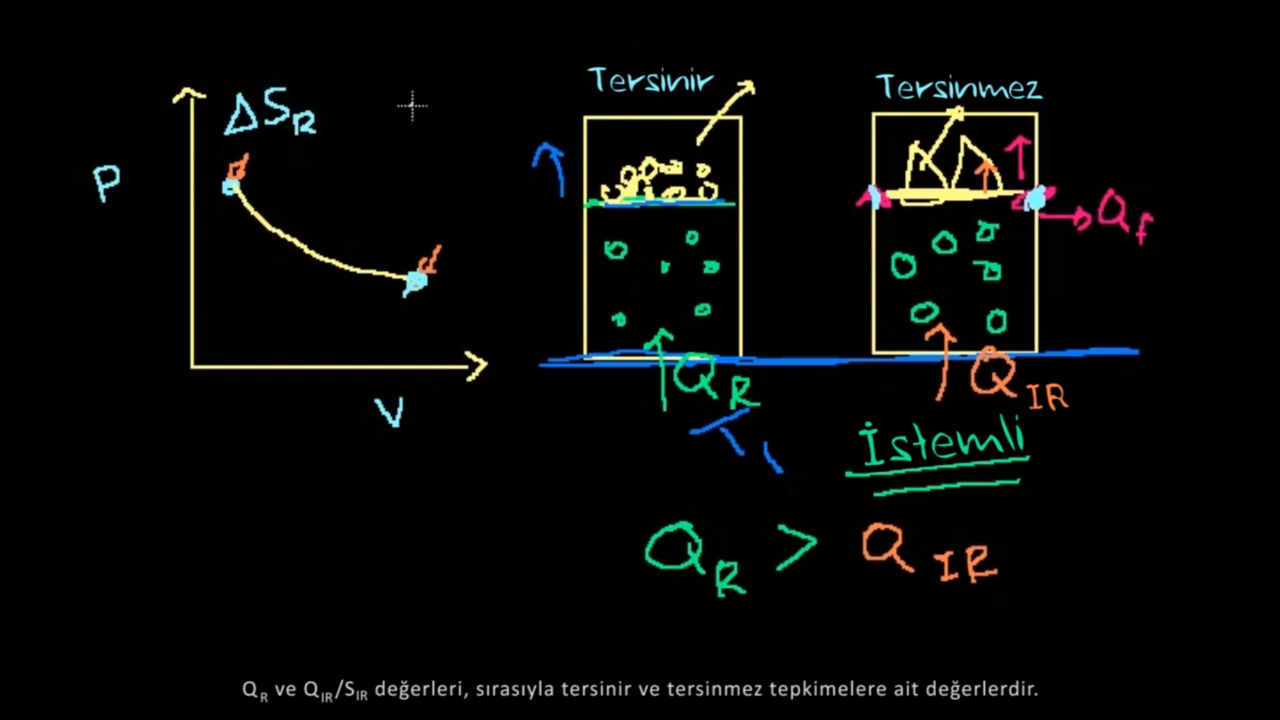 Tersinir
Tersinmez
ΔS_R
P
Q_f
Q_R
Q_IR
V
T_1
İstemli
Q_R > Q_IR
Q_R ve Q_IR/S_IR değerleri, sırasıyla tersinir ve tersinmez tepkimelere ait değerlerdir.